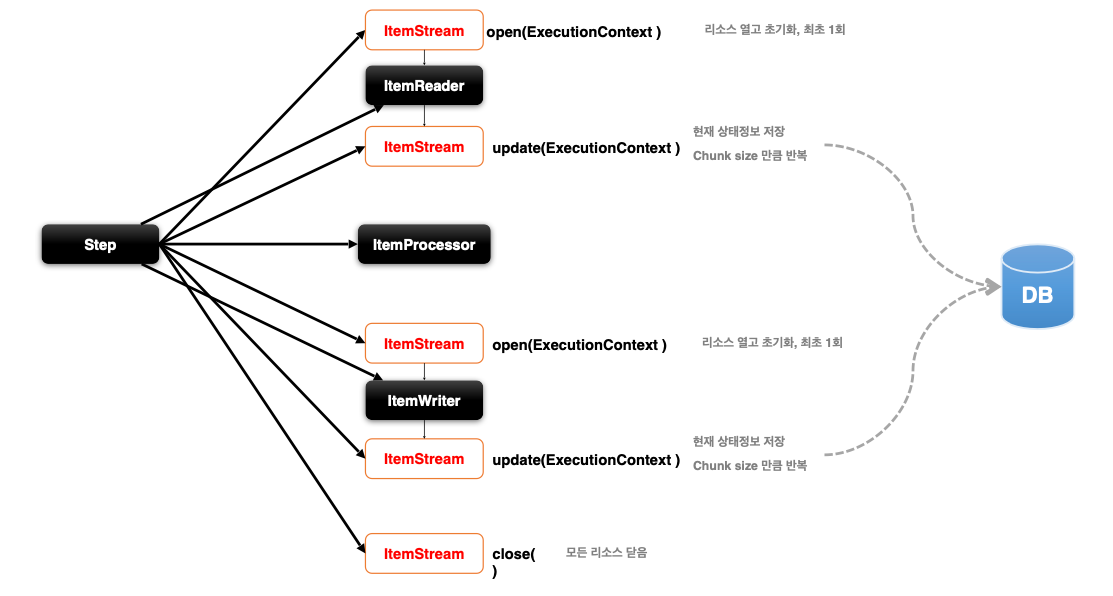 ItemStream open(ExecutionContext ) 리소스 열고 초기화, 최초 1회
ItemReader
현재 상태정보 저장
ItemStream update(ExecutionContext )
Chunk size 만큼 반복
Step
ItemProcessor
DB
ItemStream open(ExecutionContext ) 리소스 열고 초기화, 최초 1회
ItemWriter
현재 상태정보 저장
ItemStream update(ExecutionContext )
Chunk size 만큼 반복
ItemStream close( 모든 리소스 닫음
)